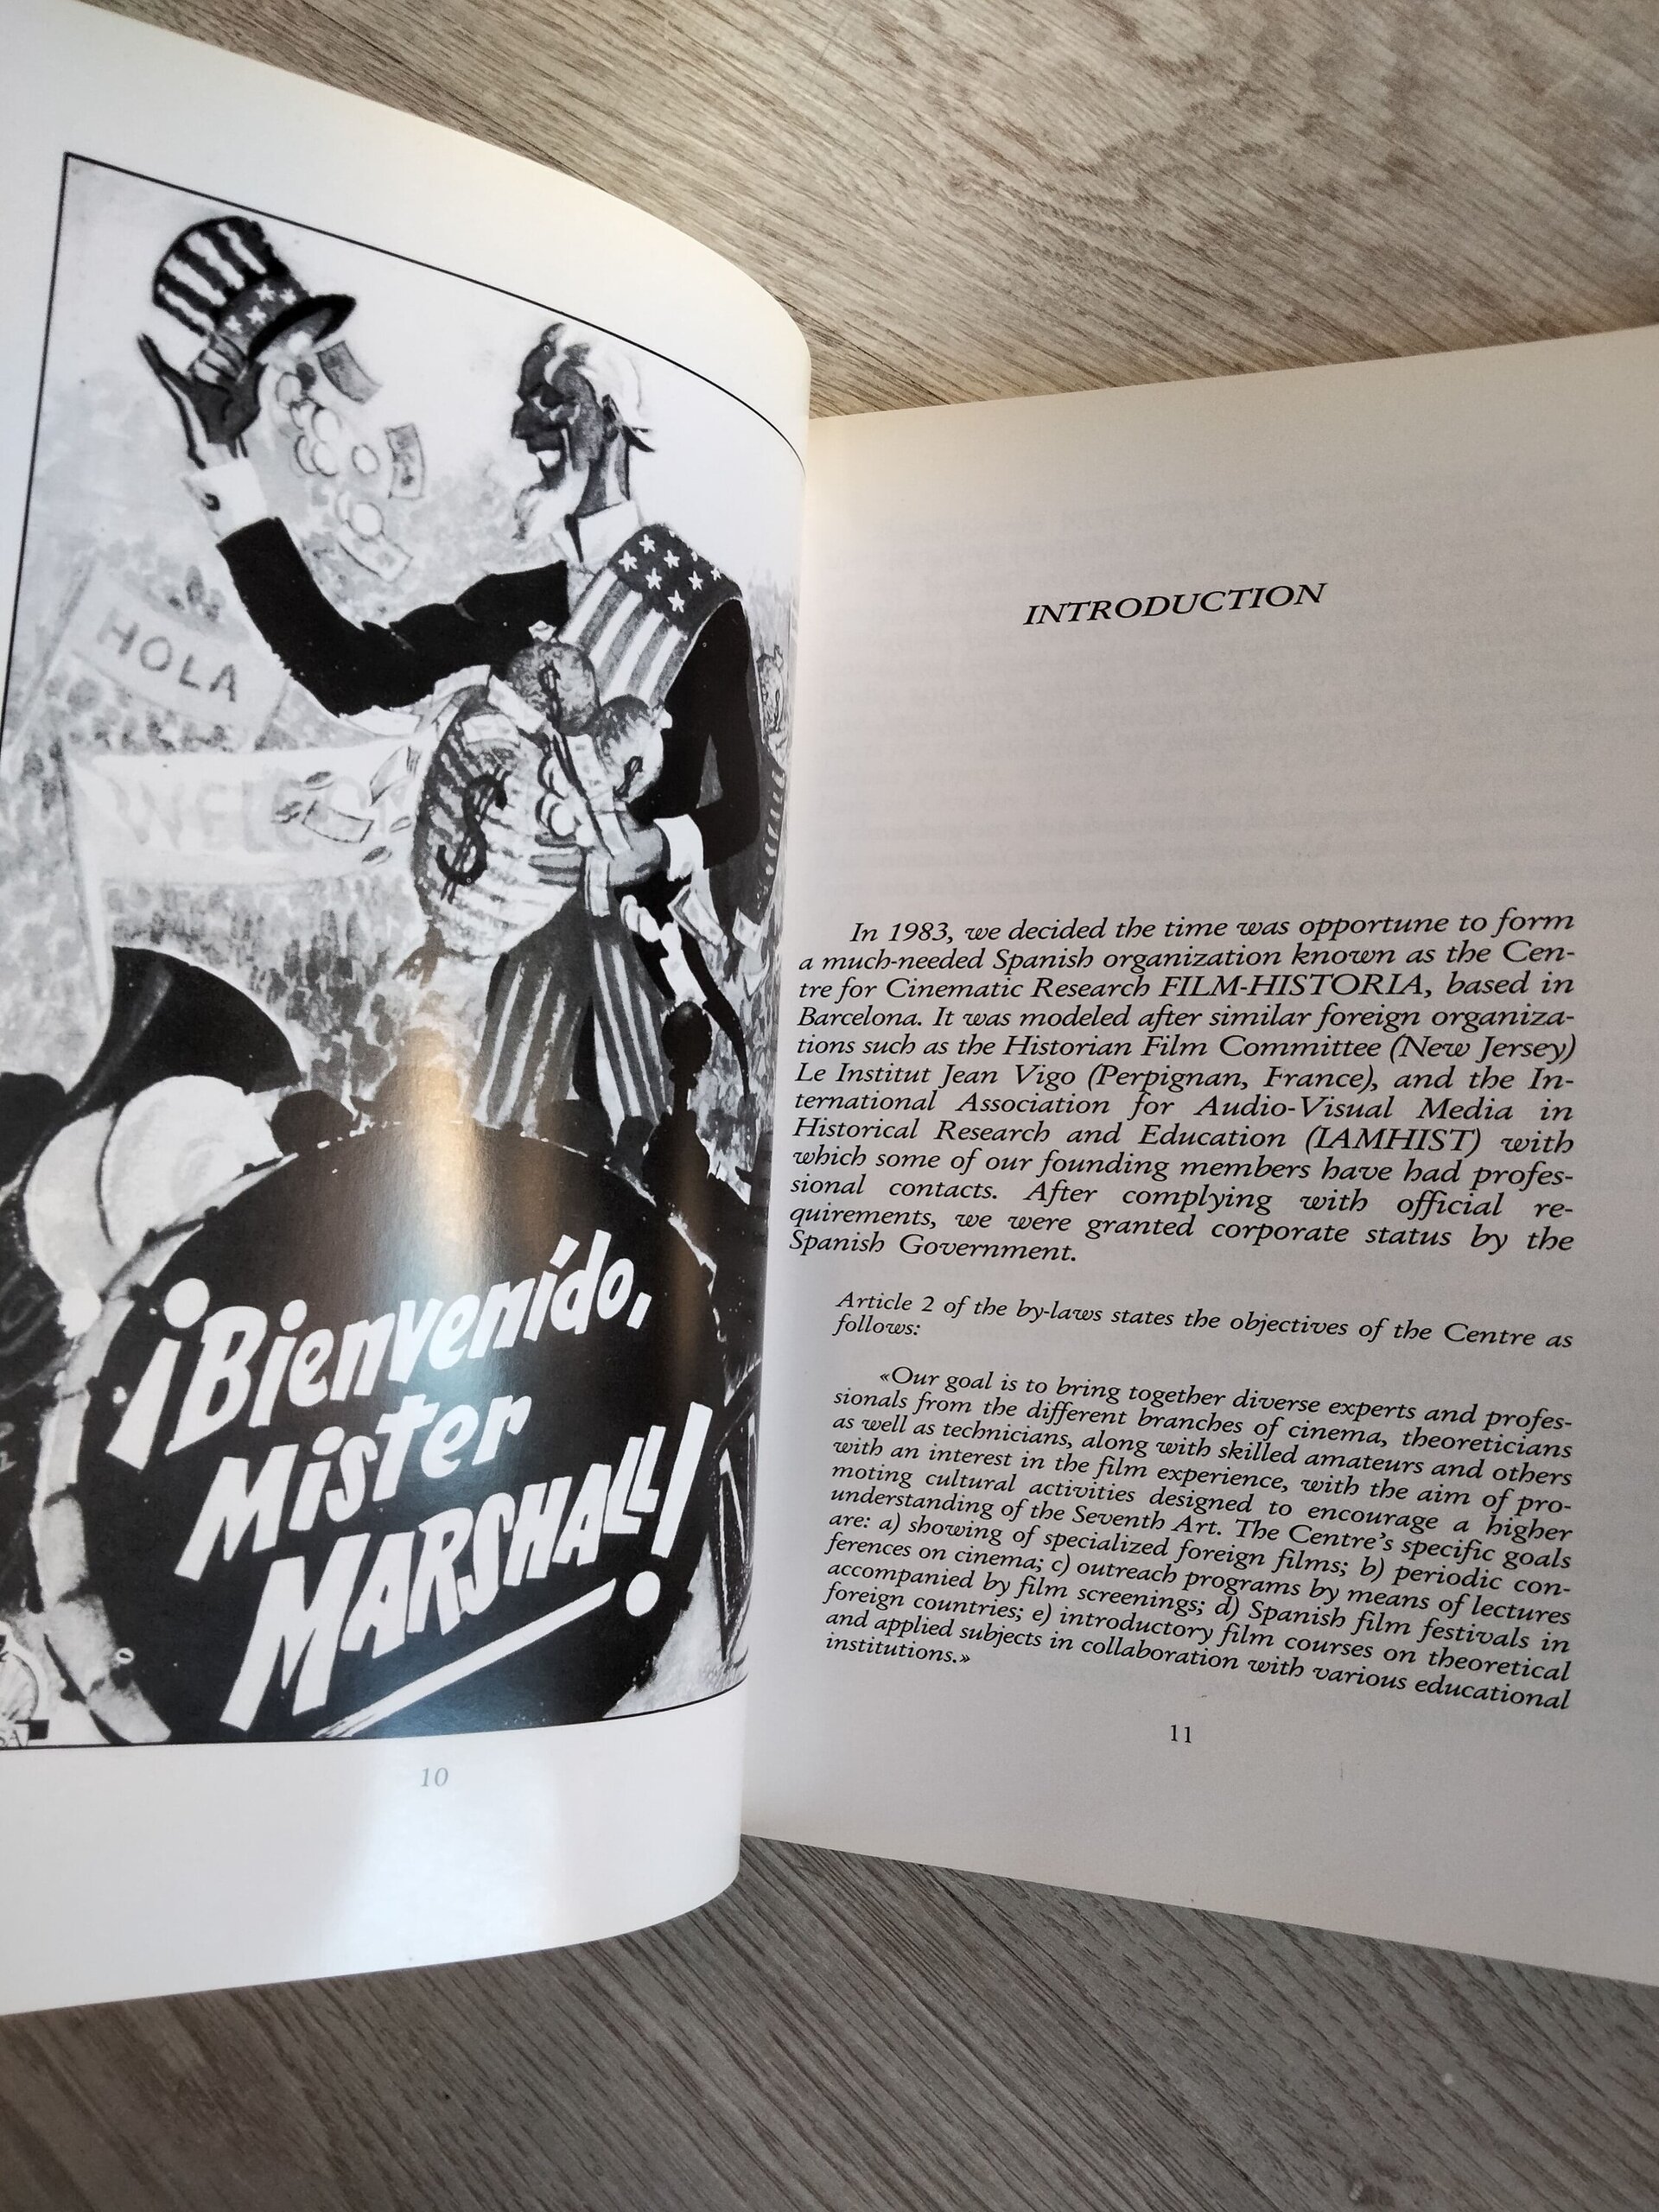 HOLA
WELC
$
$
$
¡Bienvenído,
Mister
MARSHALL!
10
INTRODUCTION
In 1983, we decided the time was opportune to form
a much-needed Spanish organization known as the Cen-
tre for Cinematic Research FILM-HISTORIA, based in
Barcelona. It was modeled after similar foreign organiza-
tions such as the Historian Film Committee (New Jersey)
Le Institut Jean Vigo (Perpignan, France), and the In-
ternational Association for Audio-Visual Media in
Historical Research and Education (IAMHIST) with
which some of our founding members have had profes-
sional contacts. After complying with official re-
quirements, we were granted corporate status by the
Spanish Government.
Article 2 of the by-laws states the objectives of the Centre as
follows:
«Our goal is to bring together diverse experts and profes-
sionals from the different branches of cinema, theoreticians
as well as technicians, along with skilled amateurs and others
with an interest in the film experience, with the aim of pro-
moting cultural activities designed to encourage a higher
understanding of the Seventh Art. The Centre's specific goals
are: a) showing of specialized foreign films; b) periodic con-
ferences on cinema; c) outreach programs by means of lectures
accompanied by film screenings; d) Spanish film festivals in
foreign countries; e) introductory film courses on theoretical
and applied subjects in collaboration with various educational
institutions.»
11